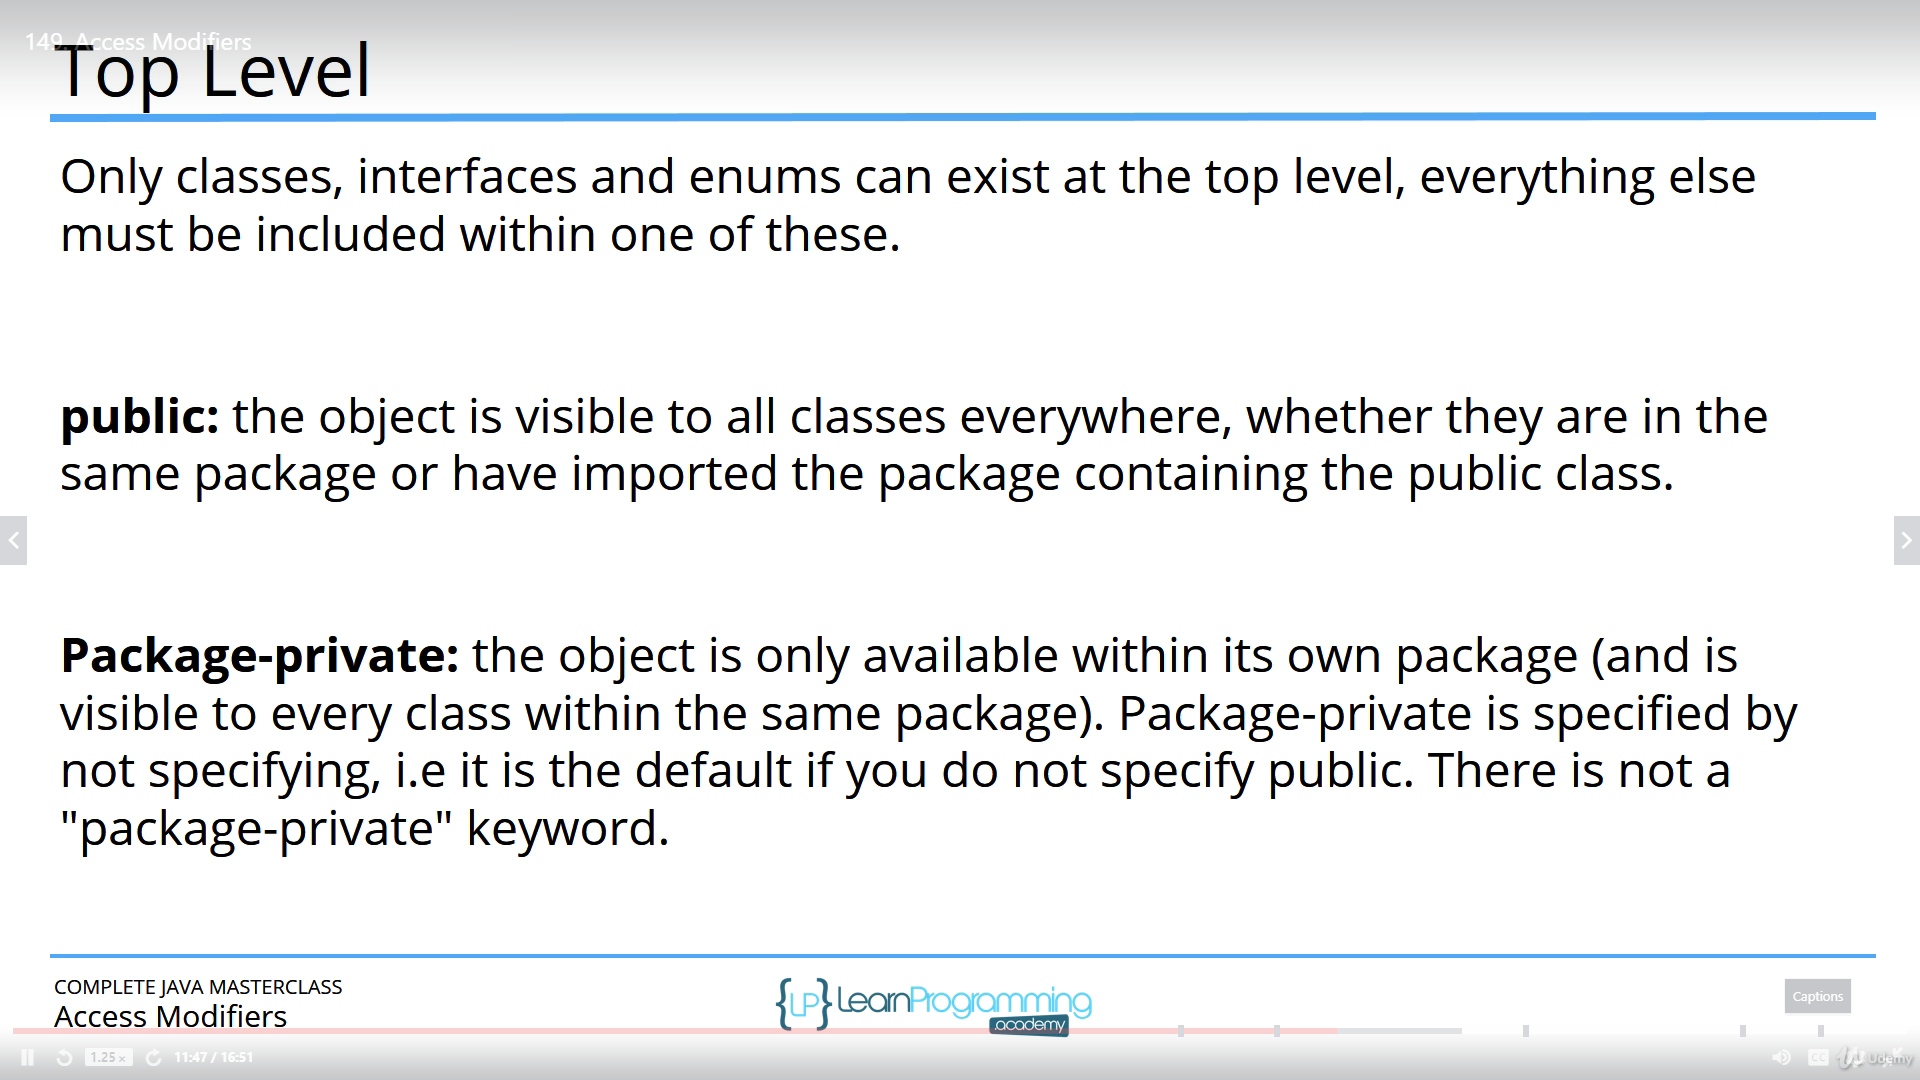 149. Access Modifiers
Top Level
Only classes, interfaces and enums can exist at the top level, everything else
must be included within one of these.
public: the object is visible to all classes everywhere, whether they are in the
same package or have imported the package containing the public class.
Package-private: the object is only available within its own package (and is
visible to every class within the same package). Package-private is specified by
not specifying, i.e it is the default if you do not specify public. There is not a
"package-private" keyword.
COMPLETE JAVA MASTERCLASS
Access Modifiers
{LP} LearnProgramming
.academy
Captions
1.25 x
11:47 / 16:51
CC
Udemy